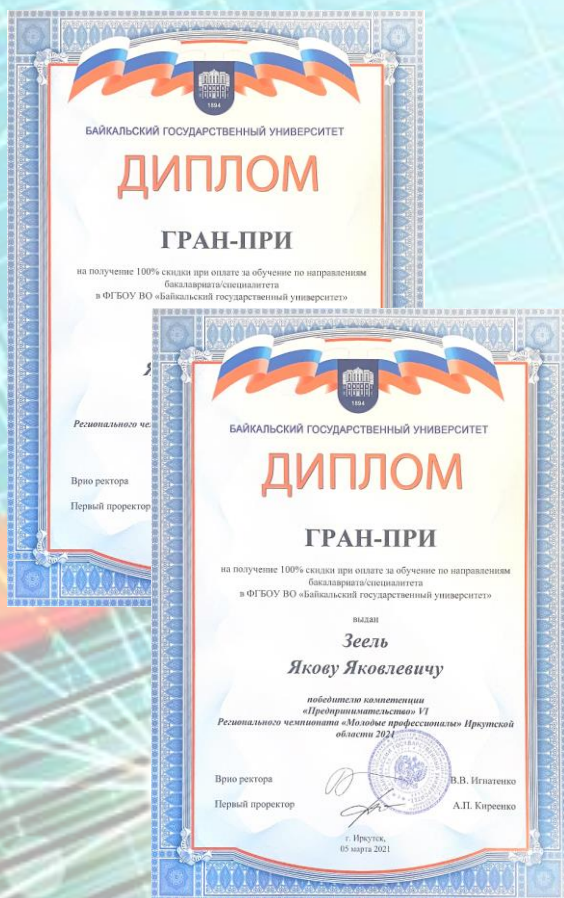 1894
БАЙКАЛЬСКИЙ ГОСУДАРСТВЕННЫЙ УНИВЕРСИТЕТ
ДИПЛОМ
ГРАН-ПРИ
на получение 100% скидки при оплате за обучение по направлениям
бакалавриата/специалитета
в ФГБОУ ВО «Байкальский государственный университет»
Регионального
Врио ректора
Первый проректор
1894
БАЙКАЛЬСКИЙ ГОСУДАРСТВЕННЫЙ УНИВЕРСИТЕТ
ДИПЛОМ
ГРАН-ПРИ
на получение 100% скидки при оплате за обучение по направлениям
бакалавриата/специалитета
в ФГБОУ ВО «Байкальский государственный университет»
выдан
Зеель
Якову Яковлевичу
победителю компетенции
«Предпринимательство» VI
Регионального чемпионата «Молодые профессионалы» Иркутской
области 2021
Врио ректора В.В. Игнатенко
Первый проректор А.П. Киреенко
г. Иркутск,
05 марта 2021